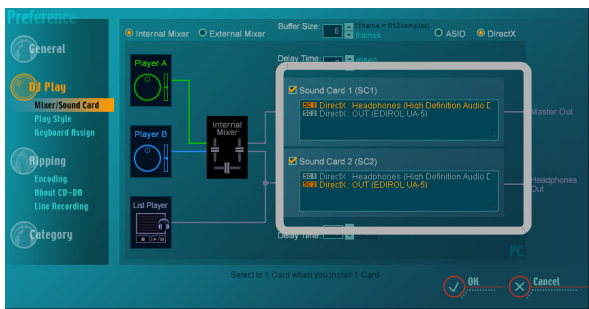 Preference
General
DJ Play
Mixer/Sound Card
Play Style
Keyboard Assign
Ripping
Encoding
About CD-DA
Line Recording
Category
Internal Mixer External Mixer
Buffer Size: 6 (1frame = 512samples)
frames
ASIO DirectX
Delay Time: msec
Player A
Player B
List Player
Internal
Mixer
Sound Card 1 (SC1)
SC1 DirectX : Headphones (High Definition Audio D
SC2 DirectX : OUT (EDIROL UA-5)
Master Out
Sound Card 2 (SC2)
DirectX : Headphones (High Definition Audio D
SC2 DirectX : OUT (EDIROL UA-5)
Headphones
Out
Delay Time:
PC
Select to 1 Card when you install 1 Card
OK
Cancel